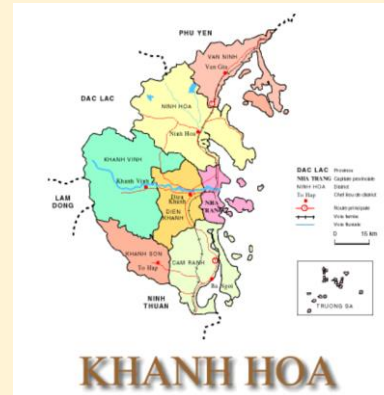 PHU YEN
VAN NINH
Van Gia
DAC LAC
NINH HOA
Ninh Hoa
KHANH VINH
Khanh Vinh
LAM
DONG
Dien
Khanh
DIEN
KHANH
NHA
TRANG
KHANH SON
To Hap
CAM RANH
Ba Ngoi
NINH
THUAN
DAC LAC Province
NHA TRANG Capitale provinciale
NINH HOA District
To Hap Chef lieu de district
Route principale
Voie ferrée
Voie fluviale
0 15 km
TRUONG SA
KHANH HOA